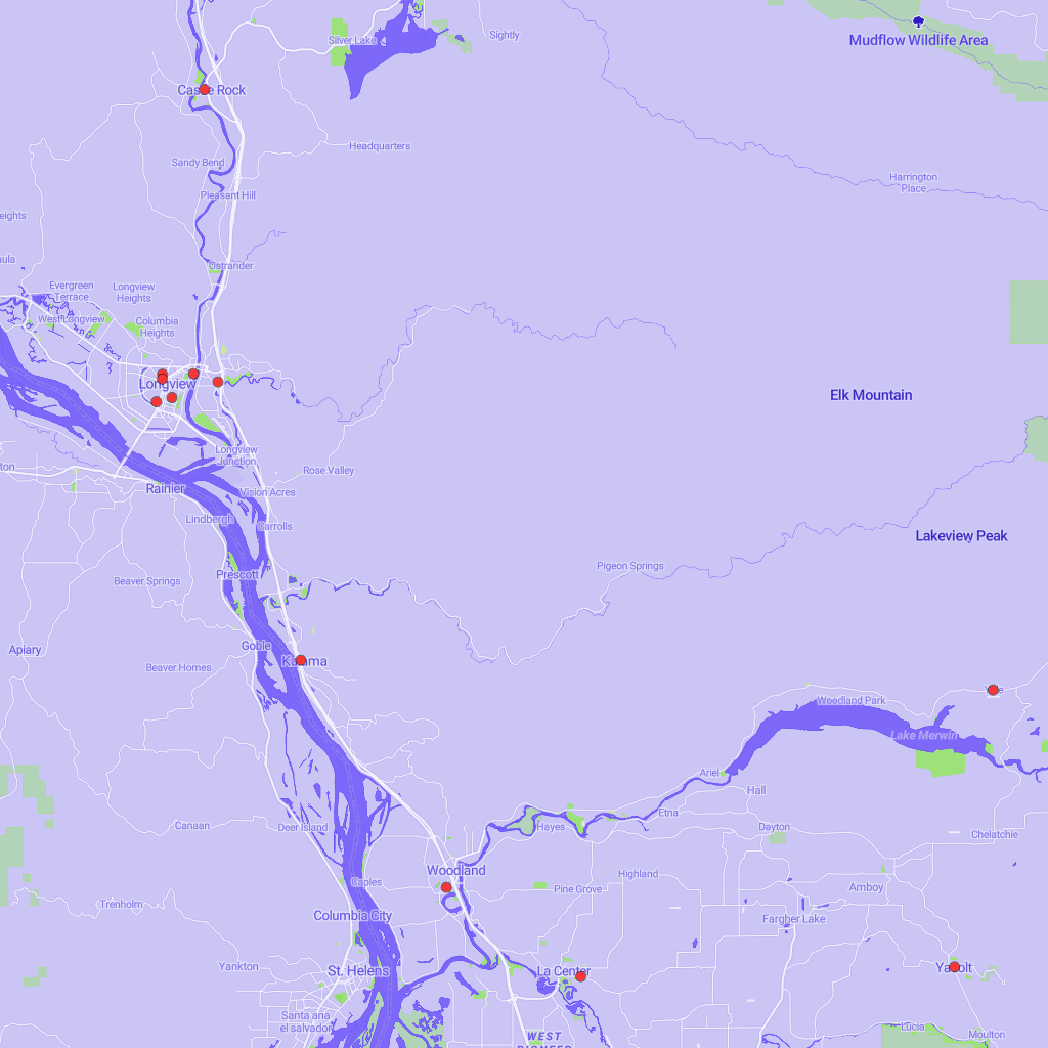 Silver Lake
Sightly
Mudflow Wildlife Area
Castle Rock
Headquarters
Sandy Bend
Harrington
Place
Pleasant Hill
eights
ula
Ostrander
Evergreen
Terrace
Longview
Heights
West Longview
Columbia
Heights
Longview
Elk Mountain
Longview
Junction
Rose Valley
ton
Rainier
Vision Acres
Lindbergh
Carrolls
Lakeview Peak
Pigeon Springs
Prescott
Beaver Springs
Goble
Apiary
Kalama
Beaver Homes
Woodland Park
Lake Merwin
Ariel
Hall
Etna
Canaan
Deer Island
Hayes
Dayton
Chelatchie
Woodland
Highland
Caples
Pine Grove
Amboy
Trenholm
Columbia City
Fargher Lake
Yankton
St. Helens
La Center
Yacolt
Santa ana
el salvador
Lucia
Moulton
WEST